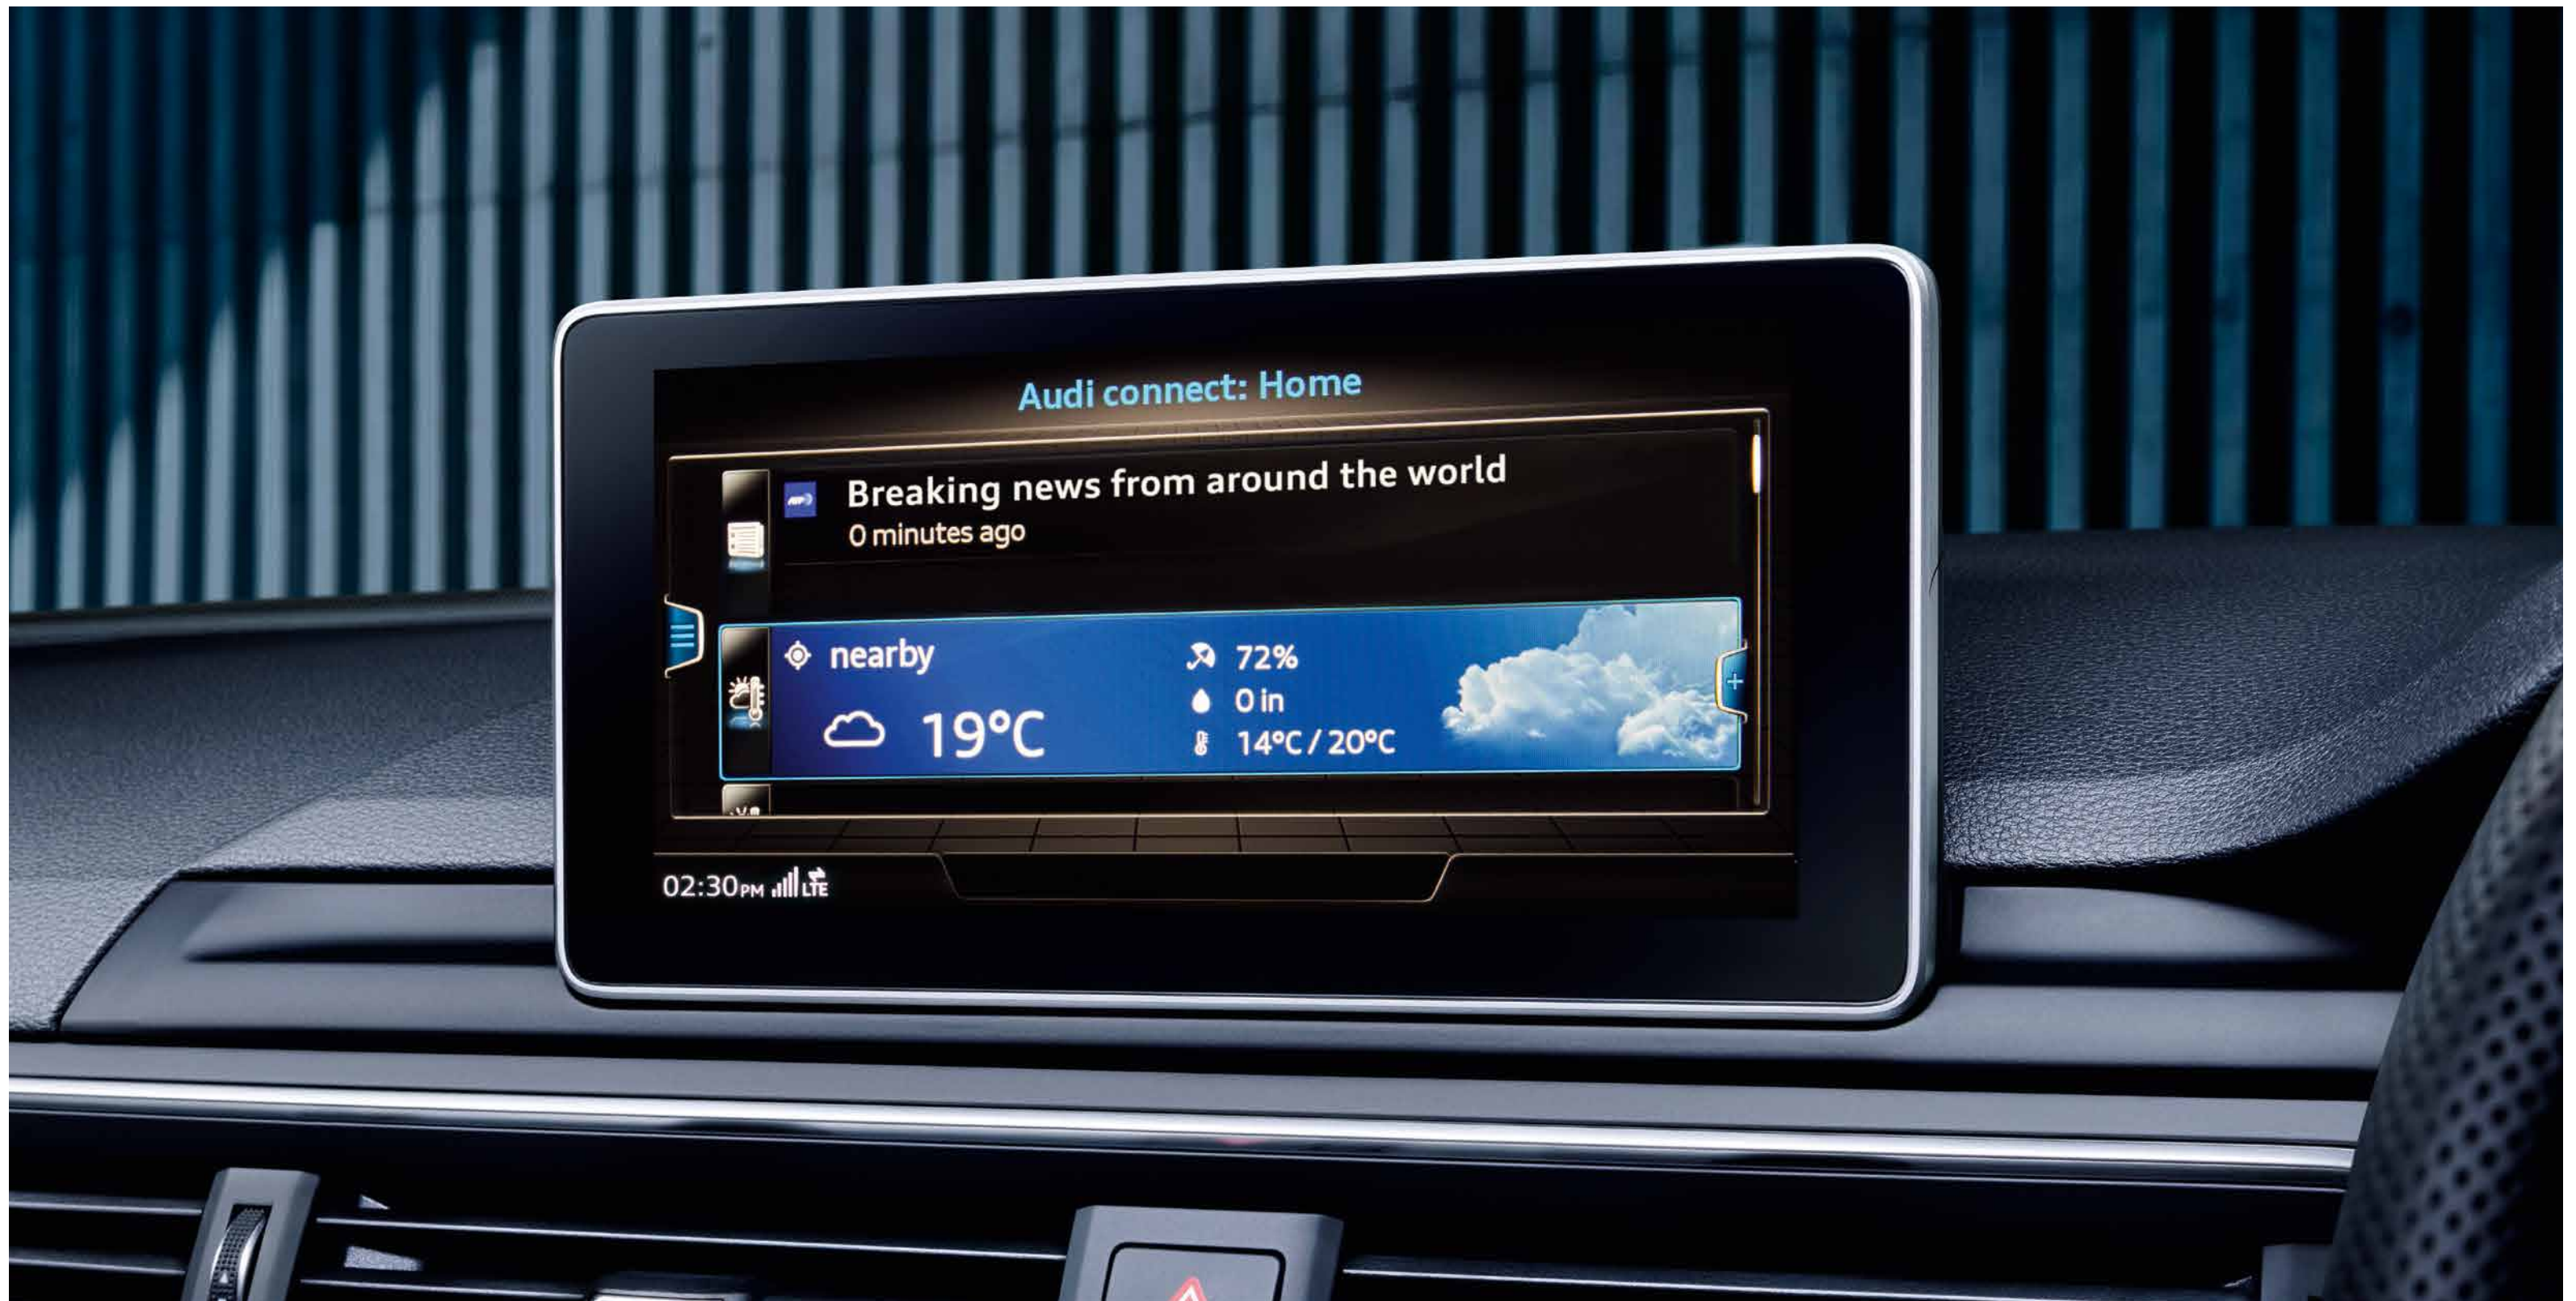 Audi connect: Home
Breaking news from around the world
0 minutes ago
nearby
72%
0 in
19°C
14°C / 20°C
02:30PM LTE